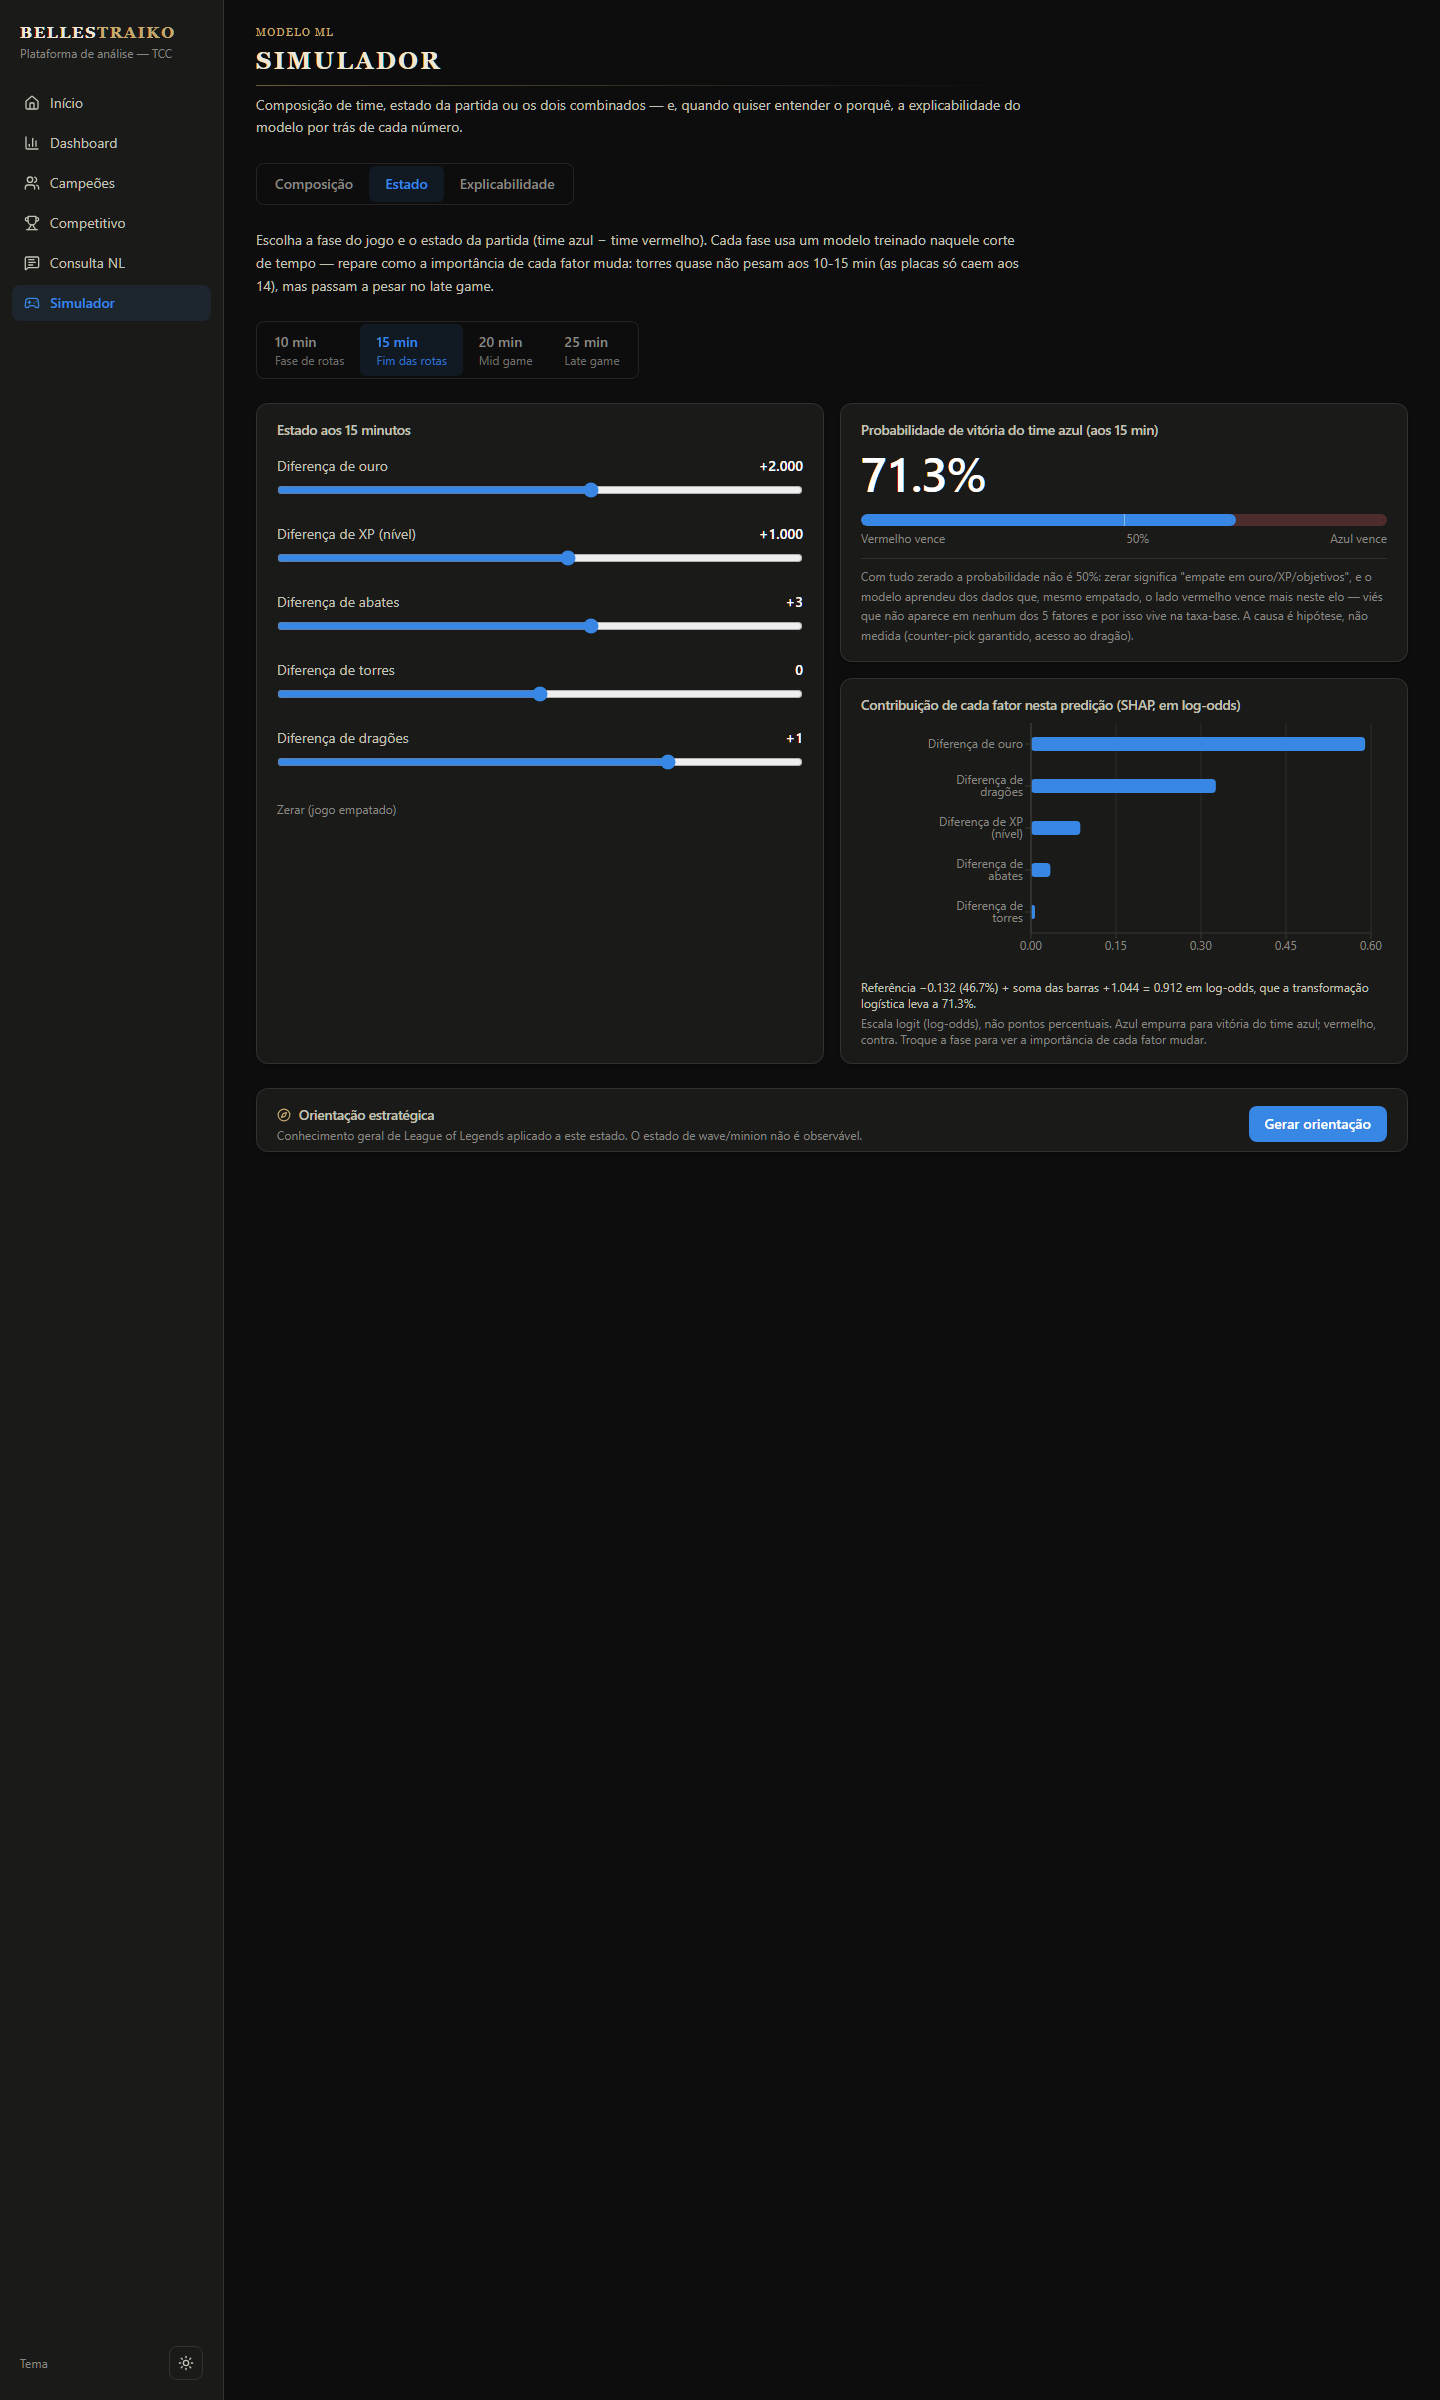 BELLESTRAIKO
Plataforma de análise — TCC
Início
Dashboard
Campeões
Competitivo
Consulta NL
Simulador
Tema
MODELO ML
SIMULADOR
Composição de time, estado da partida ou os dois combinados — e, quando quiser entender o porquê, a explicabilidade do
modelo por trás de cada número.
Composição
Estado
Explicabilidade
Escolha a fase do jogo e o estado da partida (time azul − time vermelho). Cada fase usa um modelo treinado naquele corte
de tempo — repare como a importância de cada fator muda: torres quase não pesam aos 10-15 min (as placas só caem aos
14), mas passam a pesar no late game.
10 min
Fase de rotas
15 min
Fim das rotas
20 min
Mid game
25 min
Late game
Estado aos 15 minutos
Diferença de ouro +2.000
Diferença de XP (nível) +1.000
Diferença de abates +3
Diferença de torres 0
Diferença de dragões +1
Zerar (jogo empatado)
Probabilidade de vitória do time azul (aos 15 min)
71.3%
Vermelho vence 50% Azul vence
Com tudo zerado a probabilidade não é 50%: zerar significa "empate em ouro/XP/objetivos", e o
modelo aprendeu dos dados que, mesmo empatado, o lado vermelho vence mais neste elo — viés
que não aparece em nenhum dos 5 fatores e por isso vive na taxa-base. A causa é hipótese, não
medida (counter-pick garantido, acesso ao dragão).
Contribuição de cada fator nesta predição (SHAP, em log-odds)
Diferença de ouro
Diferença de
dragões
Diferença de XP
(nível)
Diferença de
abates
Diferença de
torres
0.00 0.15 0.30 0.45 0.60
Referência −0.132 (46.7%) + soma das barras +1.044 = 0.912 em log-odds, que a transformação
logística leva a 71.3%.
Escala logit (log-odds), não pontos percentuais. Azul empurra para vitória do time azul; vermelho,
contra. Troque a fase para ver a importância de cada fator mudar.
Orientação estratégica
Conhecimento geral de League of Legends aplicado a este estado. O estado de wave/minion não é observável.
Gerar orientação